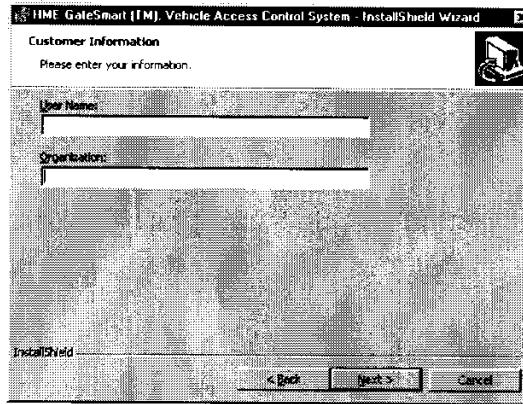 HME GateSmart (TM), Vehicle Access Control System - InstallShield Wizard
Customer Information
Please enter your information.
User Name:
Organization:
InstallShield
< Back Next > Cancel